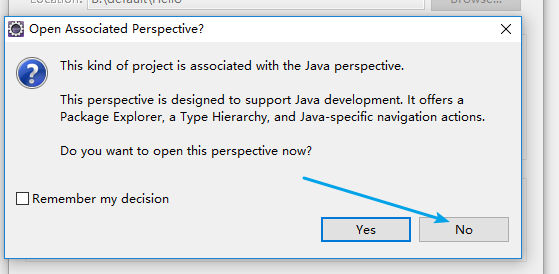 Location: D:\default\Hello
Browse...
Open Associated Perspective?
This kind of project is associated with the Java perspective.
This perspective is designed to support Java development. It offers a
Package Explorer, a Type Hierarchy, and Java-specific navigation actions.
Do you want to open this perspective now?
Remember my decision
Yes
No